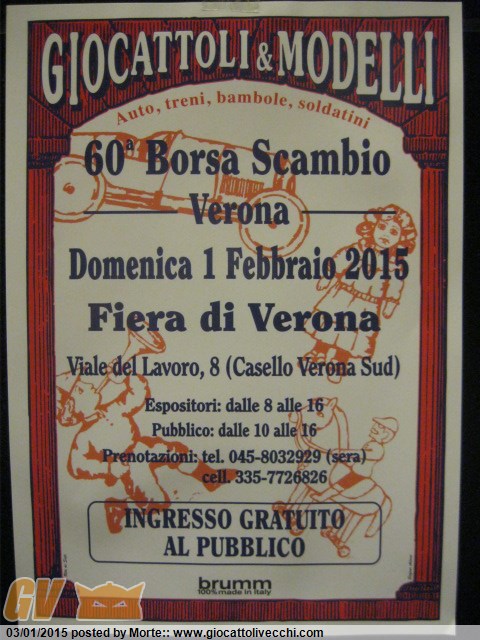 GIOCATTOLI & MODELLI
Auto, treni, bambole, soldatini
60ª Borsa Scambio
Verona
Domenica 1 Febbraio 2015
Fiera di Verona
Viale del Lavoro, 8 (Casello Verona Sud)
Espositori: dalle 8 alle 16
Pubblico: dalle 10 alle 16
Prenotazioni: tel. 045-8032929 (sera)
cell. 335-7726826
INGRESSO GRATUITO
AL PUBBLICO
brumm
100% made in Italy
GV
03/01/2015 posted by Morte:: www.giocattolivecchi.com